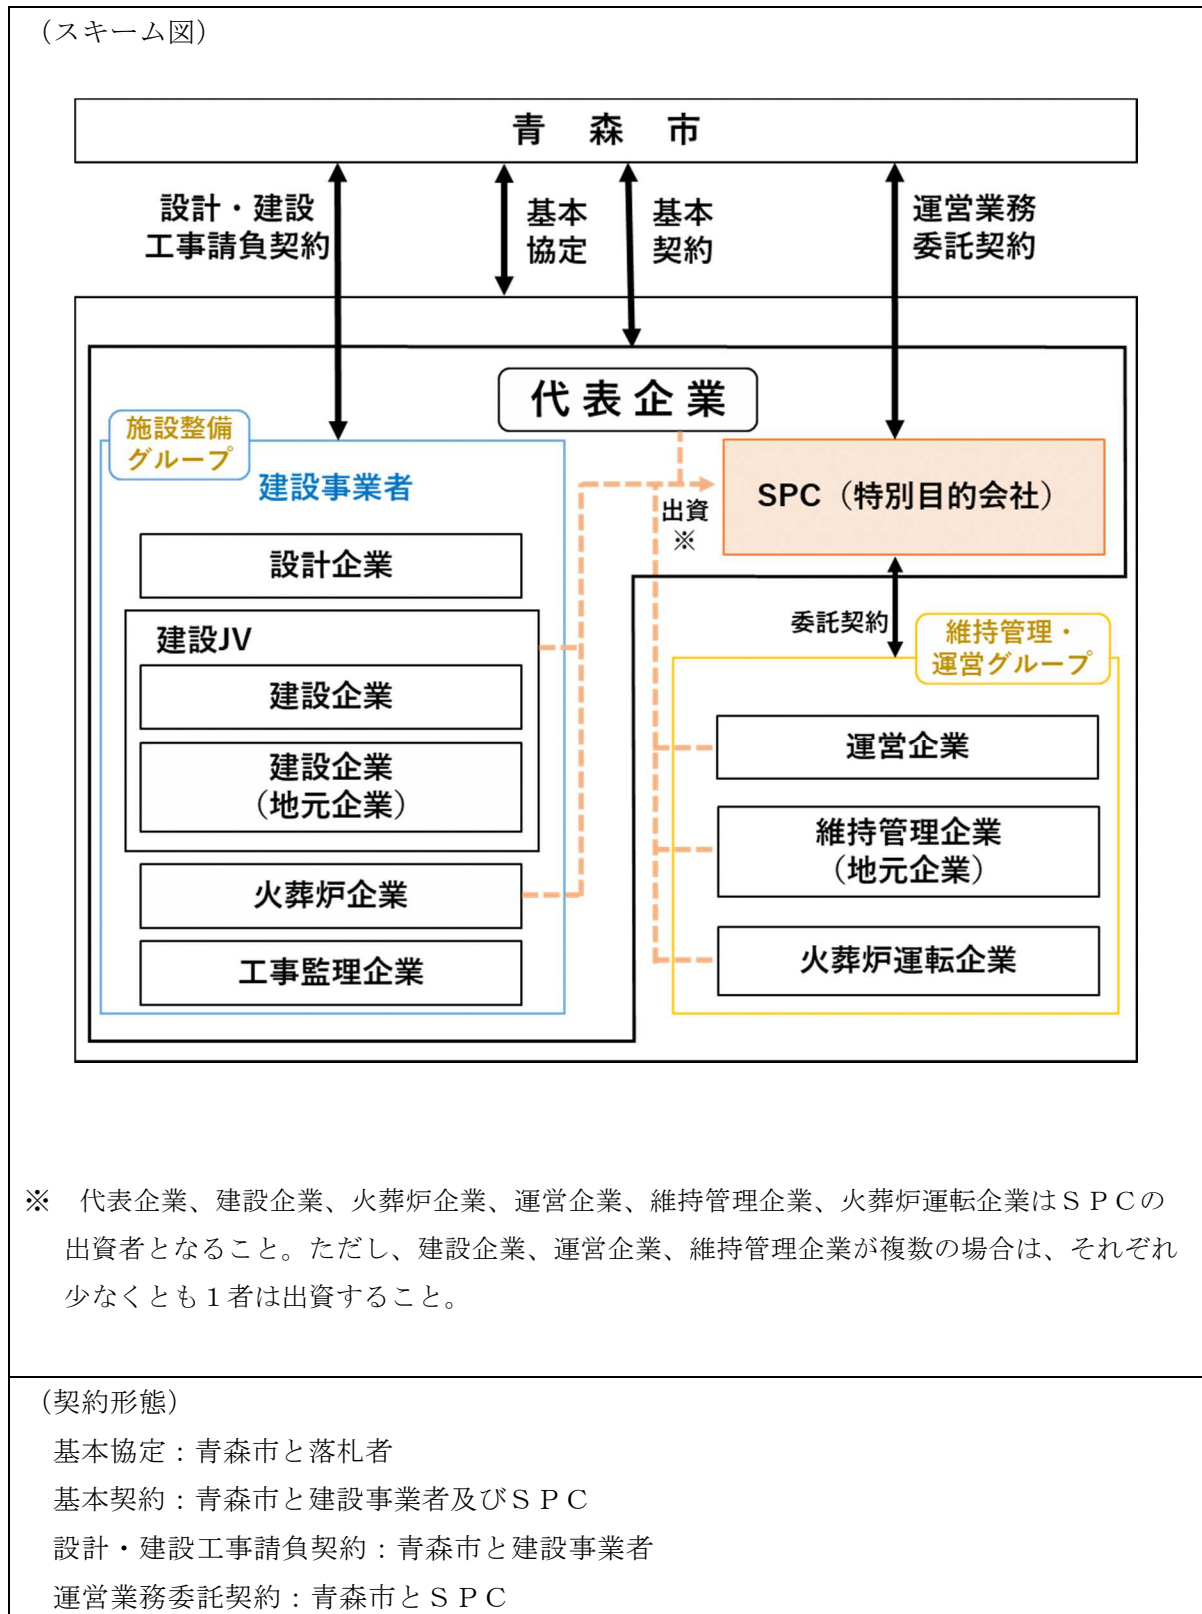 （スキーム図）
青　森　市
設計・建設
工事請負契約
基本
協定
基本
契約
運営業務
委託契約
代表企業
施設整備
グループ
建設事業者
SPC（特別目的会社）
出資
※
設計企業
建設JV
建設企業
建設企業
（地元企業）
火葬炉企業
工事監理企業
委託契約
維持管理・
運営グループ
運営企業
維持管理企業
（地元企業）
火葬炉運転企業
※　代表企業、建設企業、火葬炉企業、運営企業、維持管理企業、火葬炉運転企業はＳＰＣの
出資者となること。ただし、建設企業、運営企業、維持管理企業が複数の場合は、それぞれ
少なくとも１者は出資すること。
（契約形態）
基本協定：青森市と落札者
基本契約：青森市と建設事業者及びＳＰＣ
設計・建設工事請負契約：青森市と建設事業者
運営業務委託契約：青森市とＳＰＣ